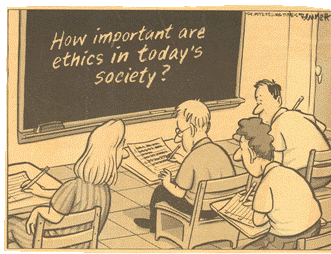 How important are
ethics in today's
society?